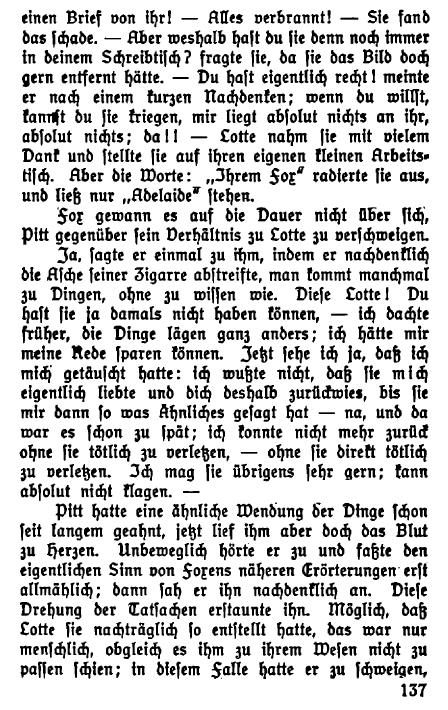 einen Brief von ihr! — Alles verbrannt! — Sie fand
das schade. — Aber weshalb hast du sie denn noch immer
in deinem Schreibtisch? fragte sie, da sie das Bild doch
gern entfernt hätte. — Du hast eigentlich recht! meinte
er nach einem kurzen Nachdenken; wenn du willst,
kannst du sie kriegen, mir liegt absolut nichts an ihr,
absolut nichts; da!! — Lotte nahm sie mit vielem
Dank und stellte sie auf ihren eigenen kleinen Arbeits-
tisch. Aber die Worte: „Ihrem Fox“ radierte sie aus,
und ließ nur „Adelaide“ stehen.
Fox gewann es auf die Dauer nicht über sich,
Pitt gegenüber sein Verhältnis zu Lotte zu verschweigen.
Ja, sagte er einmal zu ihm, indem er nachdenklich
die Asche seiner Zigarre abstreifte, man kommt manchmal
zu Dingen, ohne zu wissen wie. Diese Lotte! Du
hast sie ja damals nicht haben können, — ich dachte
früher, die Dinge lägen ganz anders; ich hätte mir
meine Rede sparen können. Jetzt sehe ich ja, daß ich
mich getäuscht hatte: ich wußte nicht, daß sie mich
eigentlich liebte und dich deshalb zurückwies, bis sie
mir dann so was Ähnliches gesagt hat — na, und da
war es schon zu spät; ich konnte nicht mehr zurück
ohne sie tötlich zu verletzen, — ohne sie direkt tötlich
zu verletzen. Ich mag sie übrigens sehr gern; kann
absolut nicht klagen. —
Pitt hatte eine ähnliche Wendung der Dinge schon
seit langem geahnt, jetzt lief ihm aber doch das Blut
zu Herzen. Unbeweglich hörte er zu und faßte den
eigentlichen Sinn von Foxens näheren Erörterungen erst
allmählich; dann sah er ihn nachdenklich an. Diese
Drehung der Tatsachen erstaunte ihn. Möglich, daß
Lotte sie nachträglich so entstellt hatte, das war nur
menschlich, obgleich es ihm zu ihrem Wesen nicht zu
passen schien; in diesem Falle hatte er zu schweigen,
137